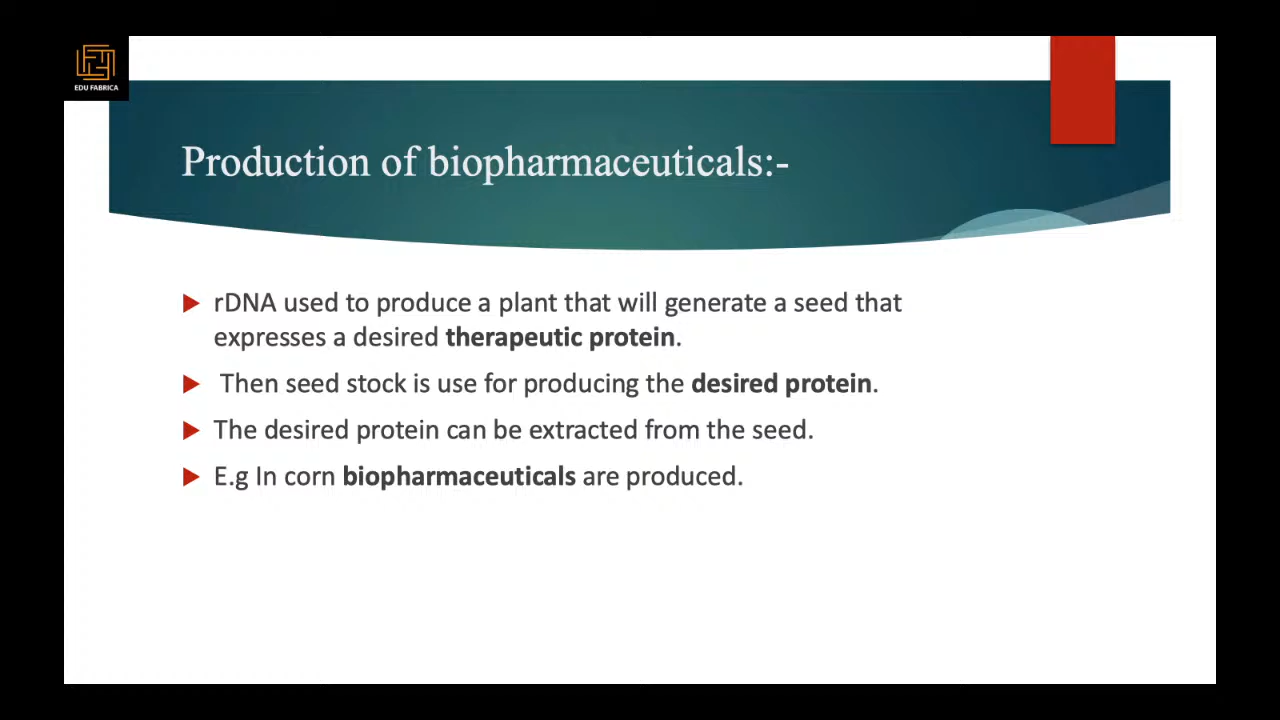 EDU FABRICA
Production of biopharmaceuticals:-
rDNA used to produce a plant that will generate a seed that
expresses a desired therapeutic protein.
Then seed stock is use for producing the desired protein.
The desired protein can be extracted from the seed.
E.g In corn biopharmaceuticals are produced.